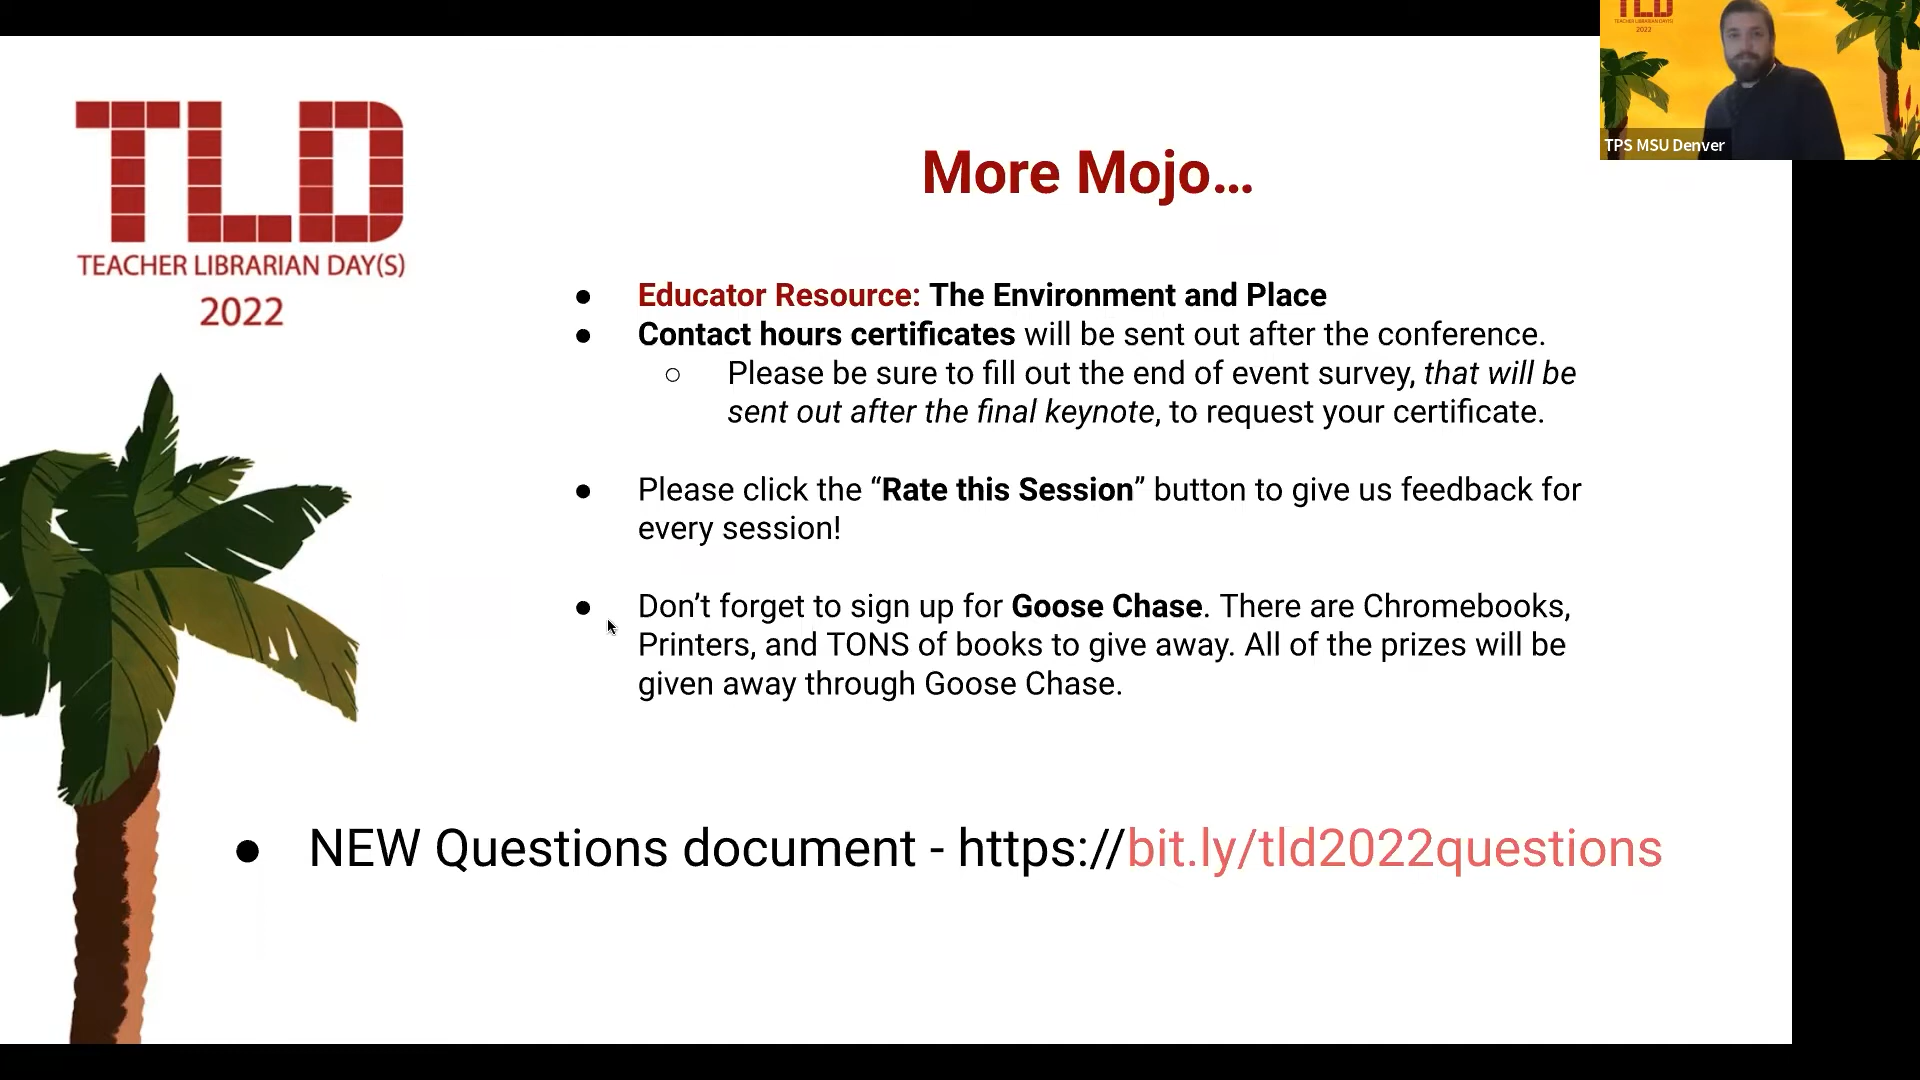 TLD
TEACHER LIBRARIAN DAY(S)
2022
TLD
TEACHER LIBRARIAN DAY(S)
2022
TPS MSU Denver
More Mojo...
● Educator Resource: The Environment and Place
● Contact hours certificates will be sent out after the conference.
○ Please be sure to fill out the end of event survey, that will be
sent out after the final keynote, to request your certificate.
● Please click the “Rate this Session” button to give us feedback for
every session!
● Don’t forget to sign up for Goose Chase. There are Chromebooks,
Printers, and TONS of books to give away. All of the prizes will be
given away through Goose Chase.
● NEW Questions document - https://bit.ly/tld2022questions